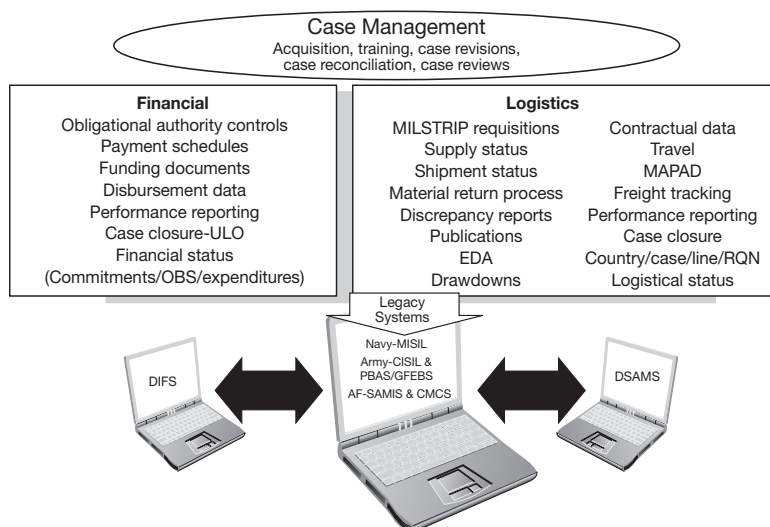 Case Management
Acquisition, training, case revisions,
case reconciliation, case reviews
Financial
Obligational authority controls
Payment schedules
Funding documents
Disbursement data
Performance reporting
Case closure-ULO
Financial status
(Commitments/OBS/expenditures)
Logistics
MILSTRIP requisitions
Supply status
Shipment status
Material return process
Discrepancy reports
Publications
EDA
Drawdowns
Contractual data
Travel
MAPAD
Freight tracking
Performance reporting
Case closure
Country/case/line/RQN
Logistical status
Legacy
Systems
DIFS
Navy-MISIL
Army-CISIL &
PBAS/GFEBS
AF-SAMIS & CMCS
DSAMS